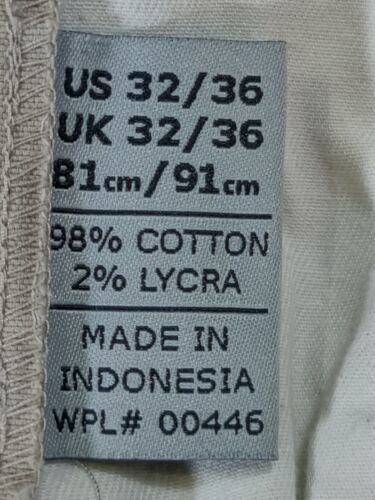 US 32/36
UK 32/36
81cm/91cm
98% COTTON
2% LYCRA
MADE IN
INDONESIA
WPL# 00446